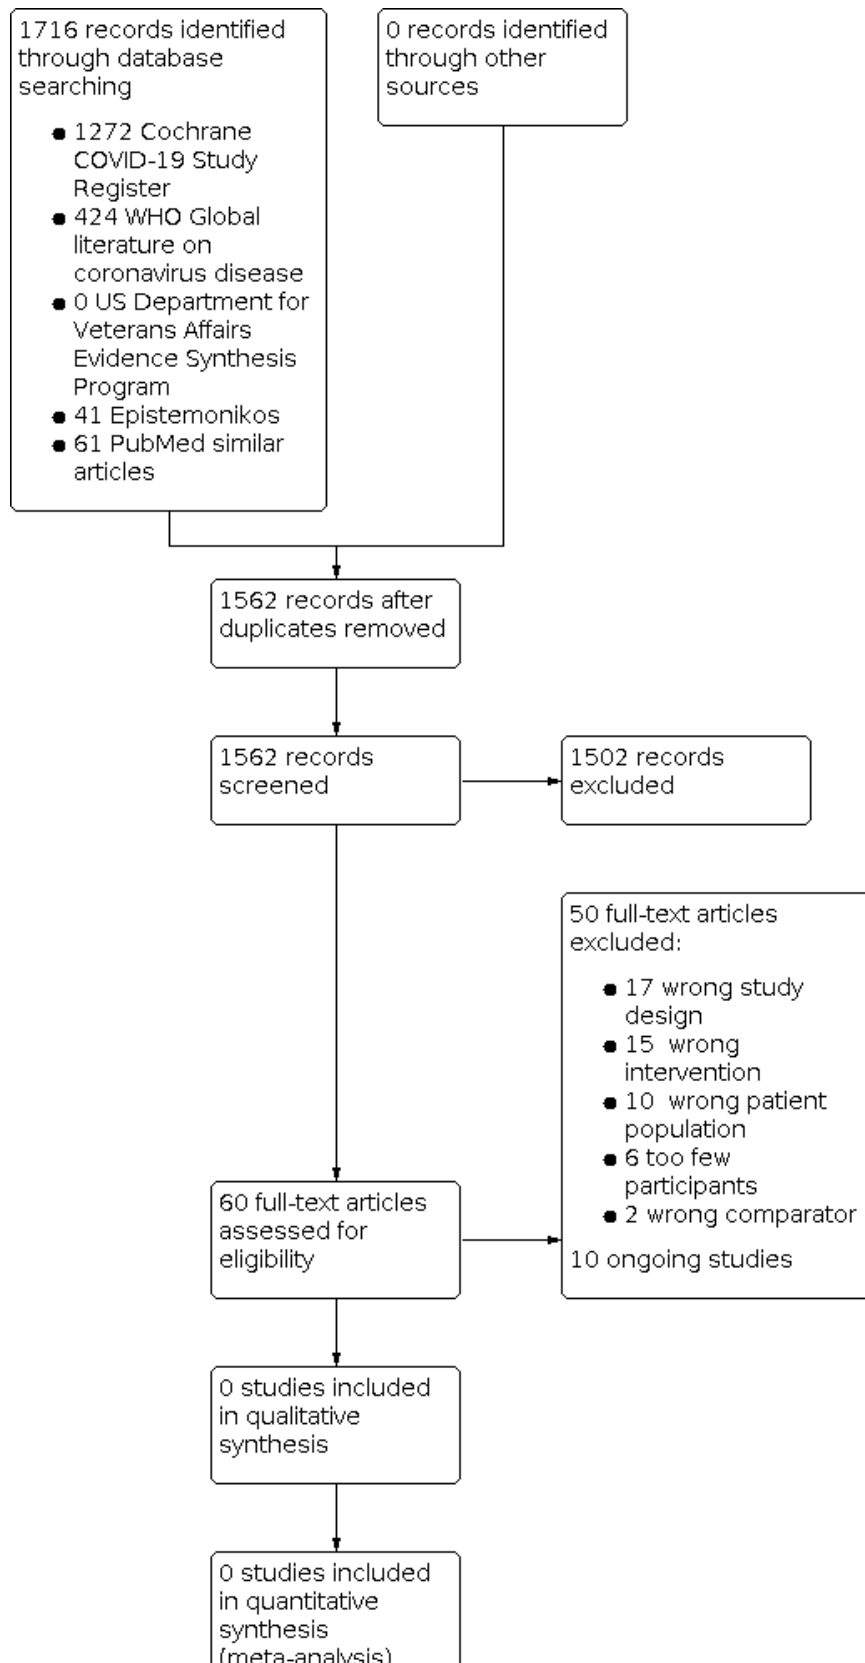 1716 records identified
through database
searching
● 1272 Cochrane
COVID-19 Study
Register
● 424 WHO Global
literature on
coronavirus disease
● 0 US Department for
Veterans Affairs
Evidence Synthesis
Program
● 41 Epistemonikos
● 61 PubMed similar
articles
0 records identified
through other
sources
1562 records after
duplicates removed
1562 records
screened
1502 records
excluded
60 full-text articles
assessed for
eligibility
50 full-text articles
excluded:
● 17 wrong study
design
● 15 wrong
intervention
● 10 wrong patient
population
● 6 too few
participants
● 2 wrong comparator
10 ongoing studies
0 studies included
in qualitative
synthesis
0 studies included
in quantitative
synthesis
(meta-analysis)